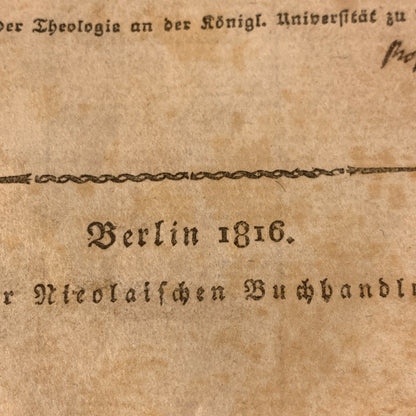 der Theologie an der Königl. Universität zu
Berlin 1816.
r Nicolaischen Buchhandlu